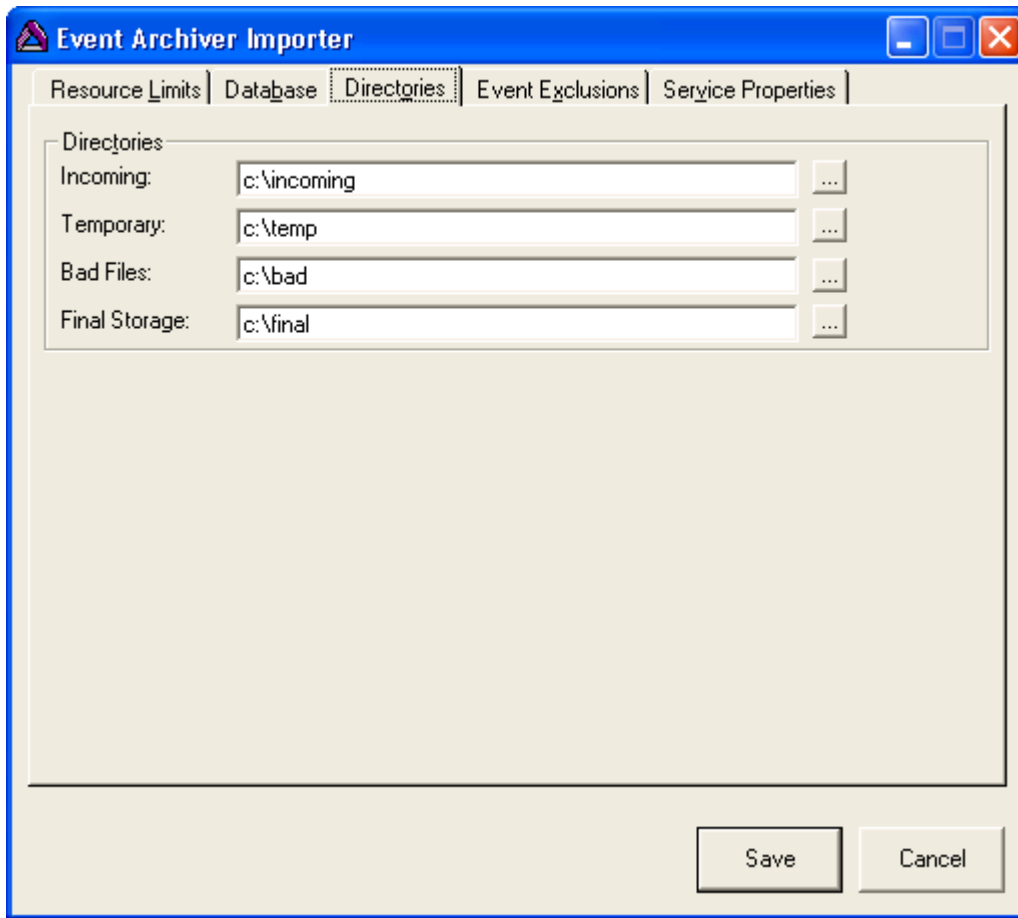 Event Archiver Importer
Resource Limits Database Directories Event Exclusions Service Properties
Directories
Incoming: c:\incoming ...
Temporary: c:\temp ...
Bad Files: c:\bad ...
Final Storage: c:\final ...
Save Cancel